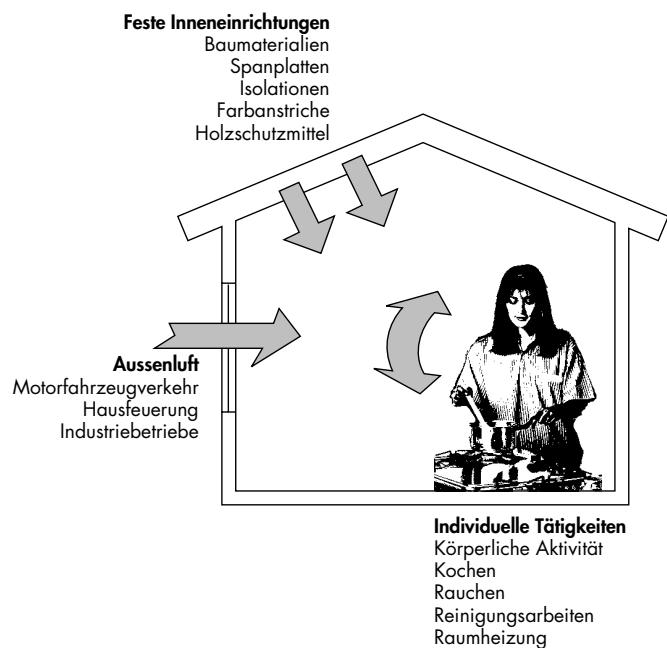 Feste Inneneinrichtungen
Baumaterialien
Spanplatten
Isolationen
Farbanstriche
Holzschutzmittel
Aussenluft
Motorfahrzeugverkehr
Hausfeuerung
Industriebetriebe
Individuelle Tätigkeiten
Körperliche Aktivität
Kochen
Rauchen
Reinigungsarbeiten
Raumheizung